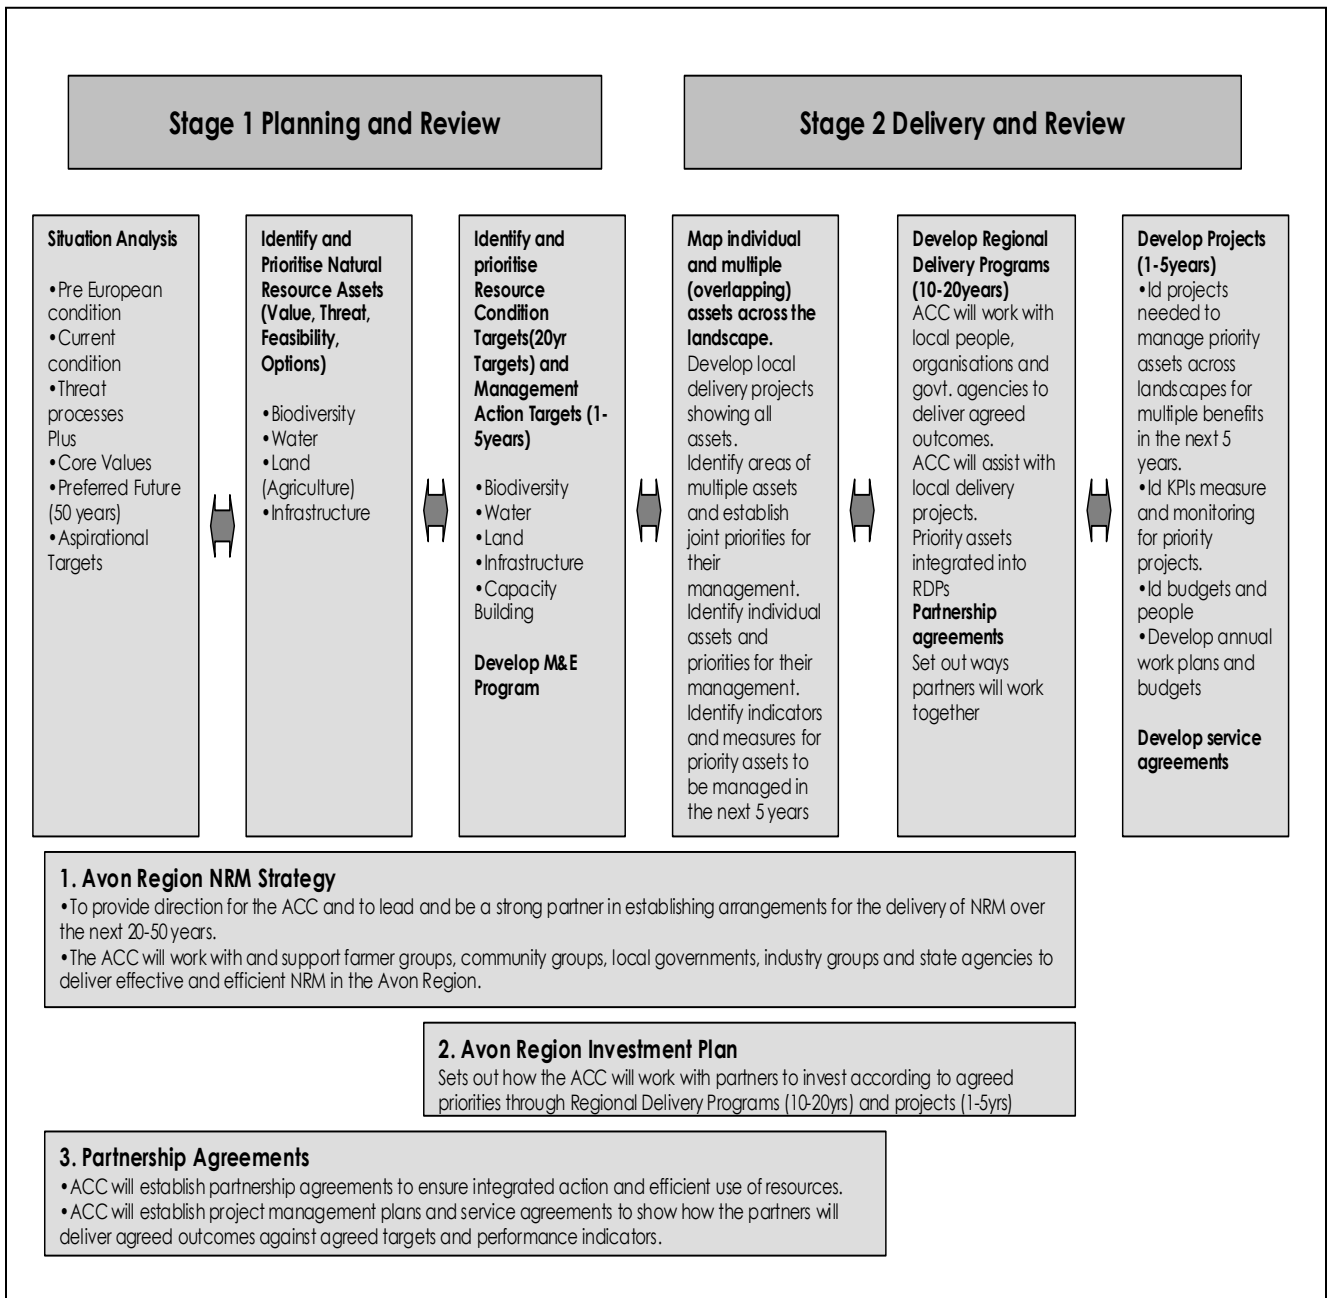 Stage 1 Planning and Review
Stage 2 Delivery and Review
Situation Analysis
•Pre European
condition
•Current
condition
•Threat
processes
Plus
•Core Values
•Preferred Future
(50 years)
•Aspirational
Targets
Identify and
Prioritise Natural
Resource Assets
(Value, Threat,
Feasibility,
Options)
•Biodiversity
•Water
•Land
(Agriculture)
•Infrastructure
Identify and
prioritise
Resource
Condition
Targets(20yr
Targets) and
Management
Action Targets (1-
5years)
•Biodiversity
•Water
•Land
•Infrastructure
•Capacity
Building
Develop M&E
Program
Map individual
and multiple
(overlapping)
assets across the
landscape.
Develop local
delivery projects
showing all
assets.
Identify areas of
multiple assets
and establish
joint priorities for
their
management.
Identify individual
assets and
priorities for their
management.
Identify indicators
and measures for
priority assets to
be managed in
the next 5 years
Develop Regional
Delivery Programs
(10-20years)
ACC will work with
local people,
organisations and
govt. agencies to
deliver agreed
outcomes.
ACC will assist with
local delivery
projects.
Priority assets
integrated into
RDPs
Partnership
agreements
Set out ways
partners will work
together
Develop Projects
(1-5years)
•Id projects
needed to
manage priority
assets across
landscapes for
multiple benefits
in the next 5
years.
•Id KPIs measure
and monitoring
for priority
projects.
•Id budgets and
people
•Develop annual
work plans and
budgets
Develop service
agreements
1. Avon Region NRM Strategy
•To provide direction for the ACC and to lead and be a strong partner in establishing arrangements for the delivery of NRM over
the next 20-50 years.
•The ACC will work with and support farmer groups, community groups, local governments, industry groups and state agencies to
deliver effective and efficient NRM in the Avon Region.
2. Avon Region Investment Plan
Sets out how the ACC will work with partners to invest according to agreed
priorities through Regional Delivery Programs (10-20yrs) and projects (1-5yrs)
3. Partnership Agreements
•ACC will establish partnership agreements to ensure integrated action and efficient use of resources.
•ACC will establish project management plans and service agreements to show how the partners will
deliver agreed outcomes against agreed targets and performance indicators.